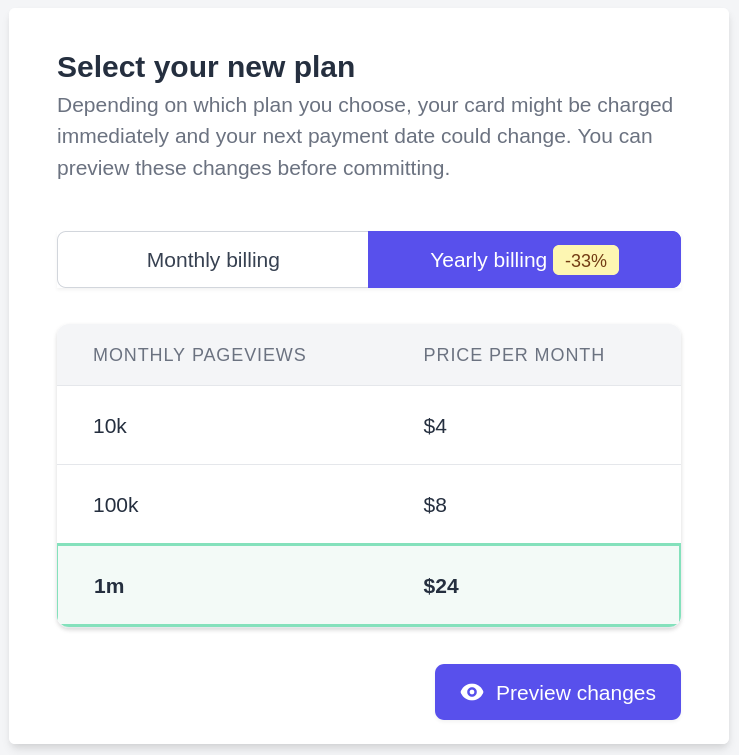 Select your new plan
Depending on which plan you choose, your card might be charged
immediately and your next payment date could change. You can
preview these changes before committing.
Monthly billing
Yearly billing -33%
MONTHLY PAGEVIEWS PRICE PER MONTH
10k $4
100k $8
1m $24
Preview changes